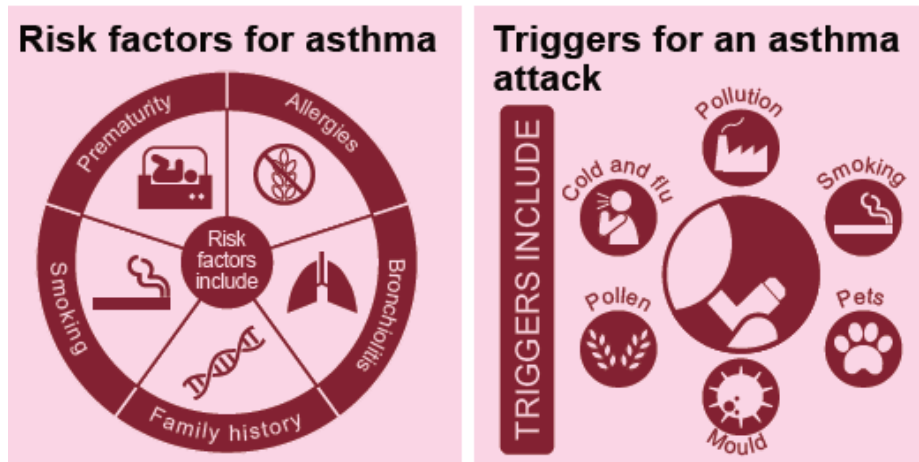 Risk factors for asthma
Prematurity
Allergies
Smoking
Risk
factors
include
Bronchiolitis
Family history
Triggers for an asthma
attack
TRIGGERS INCLUDE
Pollution
Cold and flu
Smoking
Pollen
Pets
Mould